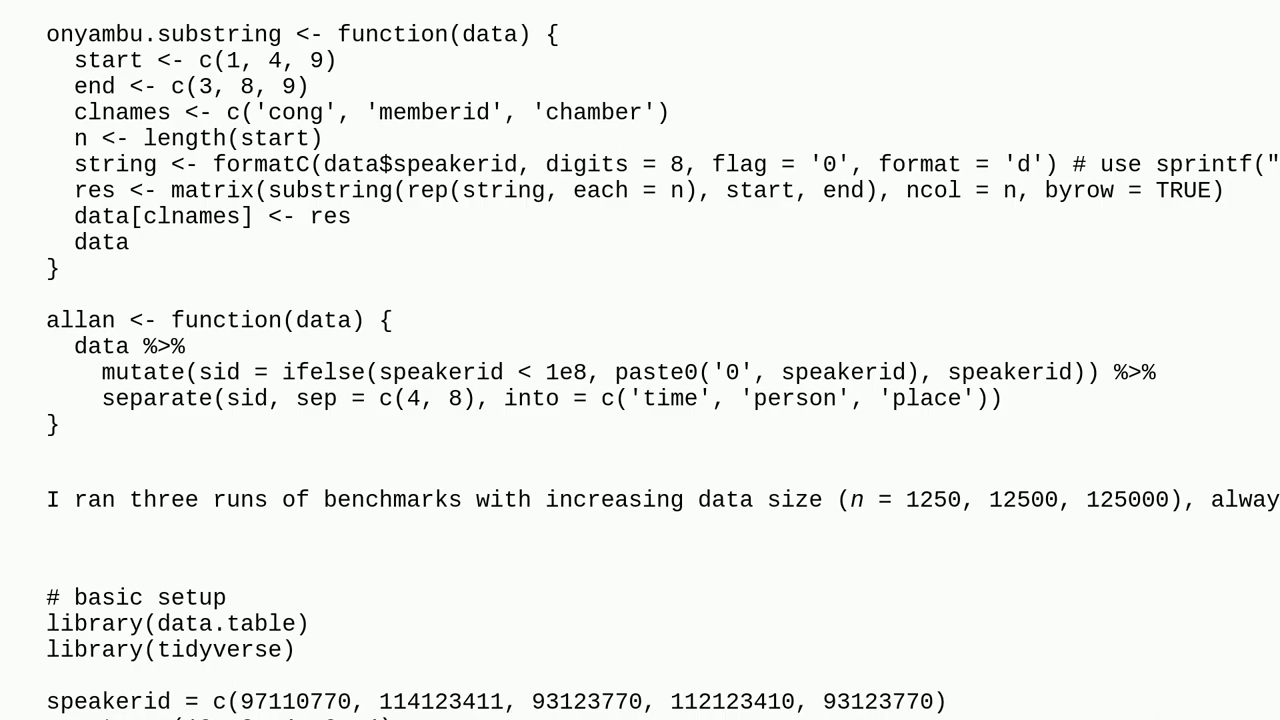 onyambu.substring <- function(data) {
  start <- c(1, 4, 9)
  end <- c(3, 8, 9)
  clnames <- c('cong', 'memberid', 'chamber')
  n <- length(start)
  string <- formatC(data$speakerid, digits = 8, flag = '0', format = 'd') # use sprintf("
  res <- matrix(substring(rep(string, each = n), start, end), ncol = n, byrow = TRUE)
  data[clnames] <- res
  data
}
allan <- function(data) {
  data %>%
    mutate(sid = ifelse(speakerid < 1e8, paste0('0', speakerid), speakerid)) %>%
    separate(sid, sep = c(4, 8), into = c('time', 'person', 'place'))
}
I ran three runs of benchmarks with increasing data size (n = 1250, 12500, 125000), alway
# basic setup
library(data.table)
library(tidyverse)
speakerid = c(97110770, 114123411, 93123770, 112123410, 93123770)